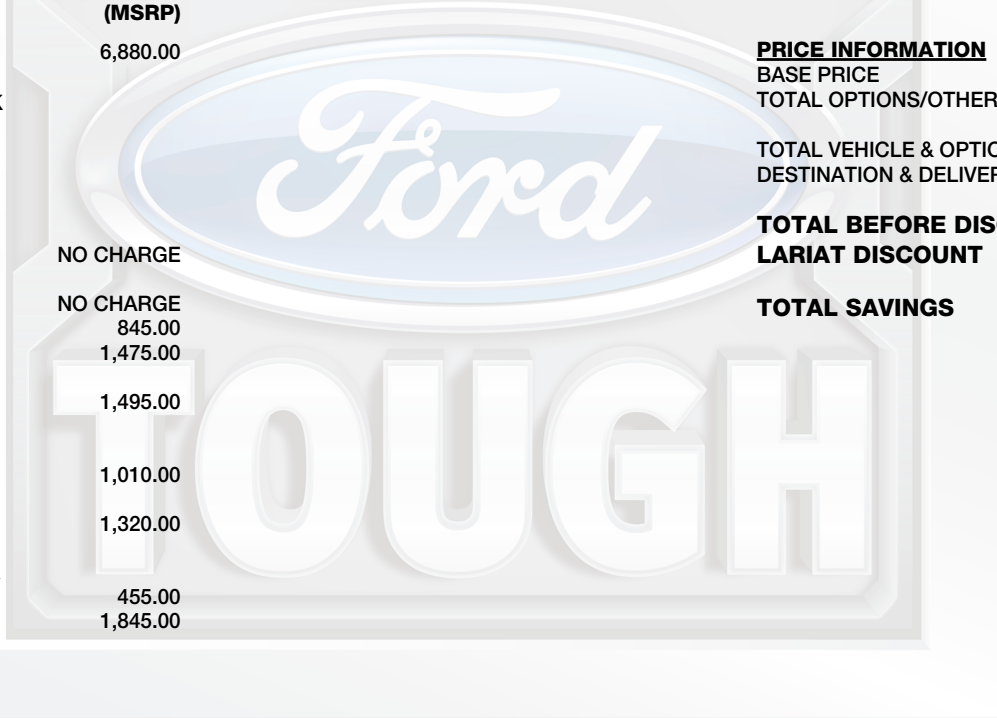 (MSRP)
6,880.00
NO CHARGE
NO CHARGE
845.00
1,475.00
1,495.00
1,010.00
1,320.00
455.00
1,845.00
PRICE INFORMATION
BASE PRICE
TOTAL OPTIONS/OTHER
TOTAL VEHICLE & OPTIO
DESTINATION & DELIVER
TOTAL BEFORE DISC
LARIAT DISCOUNT
TOTAL SAVINGS
Ford
TOUGH